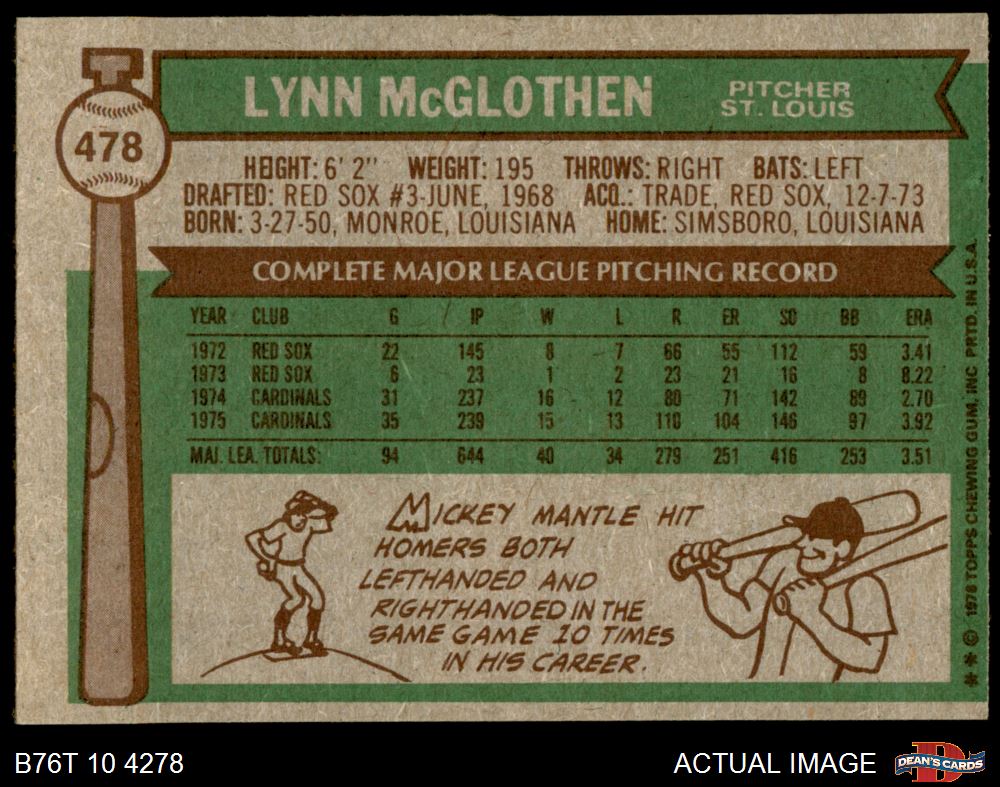 LYNN McGLOTHEN
PITCHER
ST. LOUIS
478
HEIGHT: 6' 2" WEIGHT: 195 THROWS: RIGHT BATS: LEFT
DRAFTED: RED SOX #3-JUNE, 1968 ACQ.: TRADE, RED SOX, 12-7-73
BORN: 3-27-50, MONROE, LOUISIANA HOME: SIMSBORO, LOUISIANA
COMPLETE MAJOR LEAGUE PITCHING RECORD
YEAR CLUB G IP W L R ER SO BB ERA
1972 RED SOX 22 145 8 7 66 55 112 59 3.41
1973 RED SOX 6 23 1 2 23 21 16 8 8.22
1974 CARDINALS 31 237 16 12 80 71 142 89 2.70
1975 CARDINALS 35 239 15 13 110 104 146 97 3.92
MAJ. LEA. TOTALS: 94 644 40 34 279 251 416 253 3.51
MICKEY MANTLE HIT
HOMERS BOTH
LEFTHANDED AND
RIGHTHANDED IN THE
SAME GAME 10 TIMES
IN HIS CAREER.
** © 1976 TOPPS CHEWING GUM, INC PRTD. IN U.S.A.
B76T 10 4278
ACTUAL IMAGE
D
DEAN'S CARDS